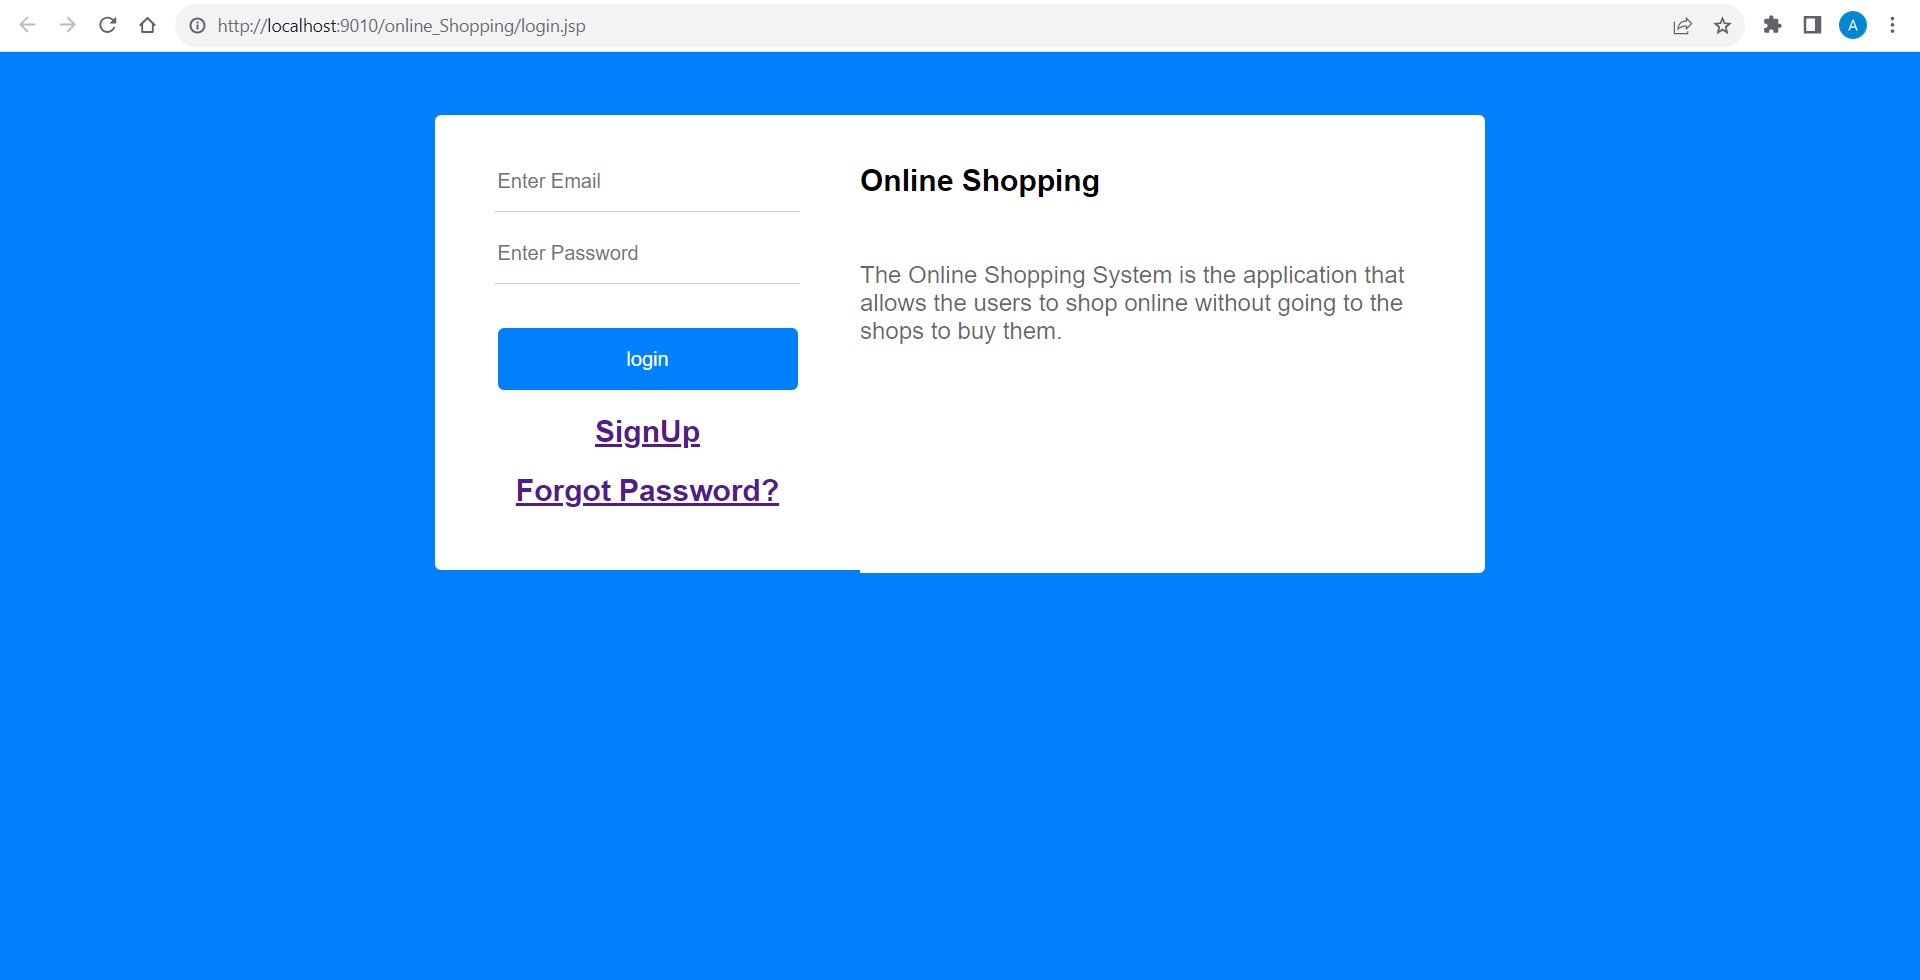 http://localhost:9010/online_Shopping/login.jsp
A
Enter Email
Enter Password
login
SignUp
Forgot Password?
Online Shopping
The Online Shopping System is the application that
allows the users to shop online without going to the
shops to buy them.